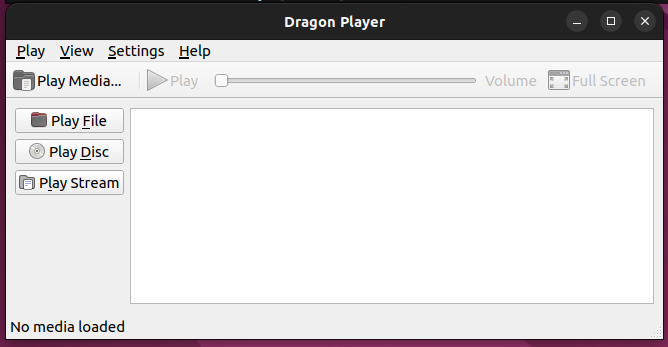 Dragon Player
Play View Settings Help
Play Media... Play Volume Full Screen
Play File
Play Disc
Play Stream
No media loaded